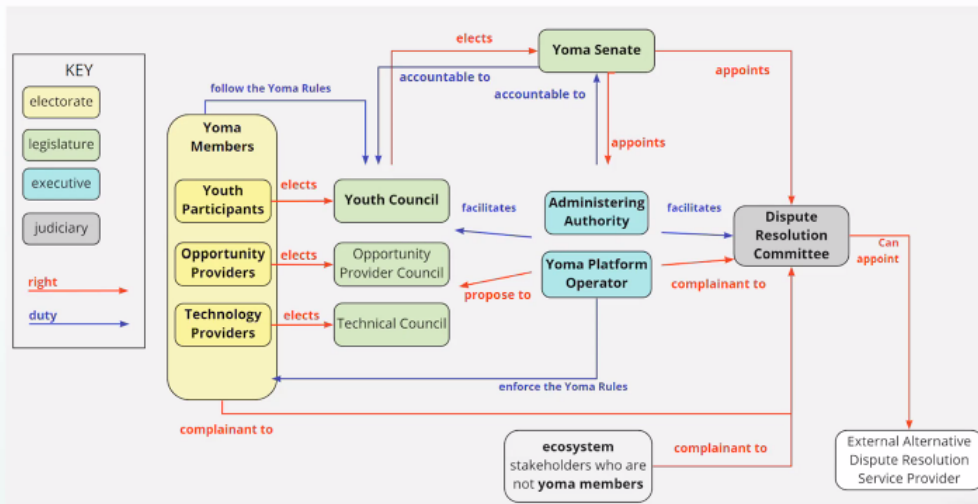 KEY
electorate
legislature
executive
judiciary
right
duty
elects
Yoma Senate
accountable to
accountable to
appoints
follow the Yoma Rules
Yoma
Members
appoints
Youth
Participants
elects
Youth Council
facilitates
Administering
Authority
facilitates
Dispute
Resolution
Committee
Can
appoint
Opportunity
Providers
elects
Opportunity
Provider Council
Yoma Platform
Operator
propose to
complainant to
Technology
Providers
elects
Technical Council
enforce the Yoma Rules
complainant to
ecosystem
stakeholders who are
not yoma members
complainant to
External Alternative
Dispute Resolution
Service Provider